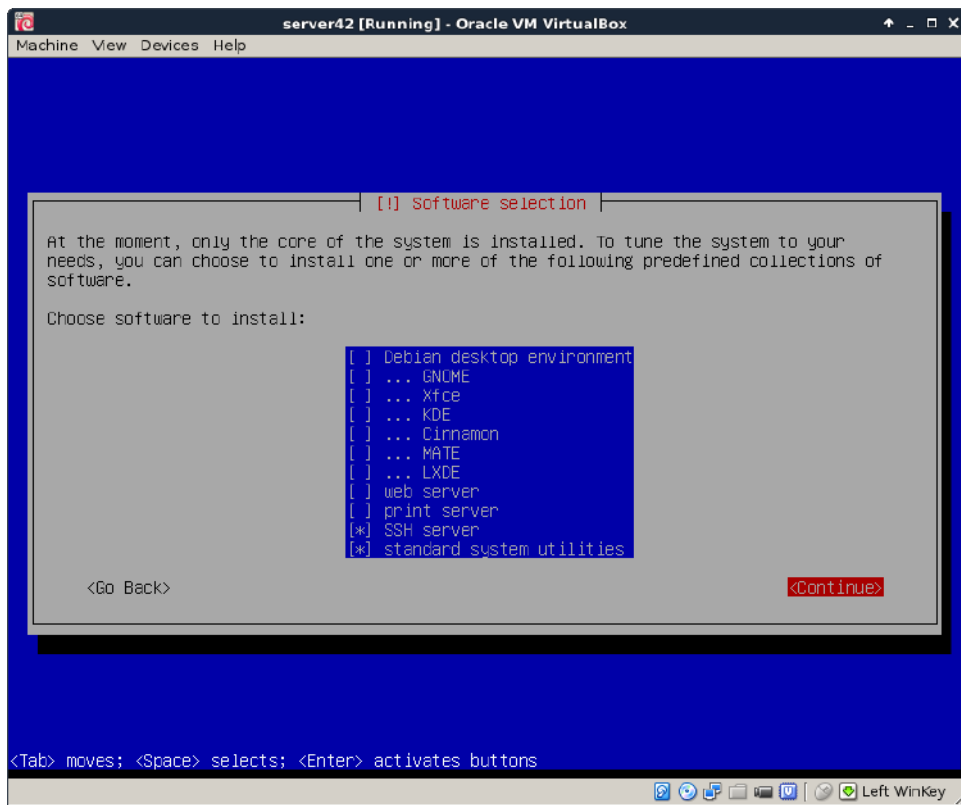 server42 [Running] - Oracle VM VirtualBox
Machine View Devices Help
[!] Software selection
At the moment, only the core of the system is installed. To tune the system to your
needs, you can choose to install one or more of the following predefined collections of
software.
Choose software to install:
[ ] Debian desktop environment
[ ] ... GNOME
[ ] ... Xfce
[ ] ... KDE
[ ] ... Cinnamon
[ ] ... MATE
[ ] ... LXDE
[ ] web server
[ ] print server
[*] SSH server
[*] standard system utilities
<Go Back> <Continue>
<Tab> moves; <Space> selects; <Enter> activates buttons
Left WinKey